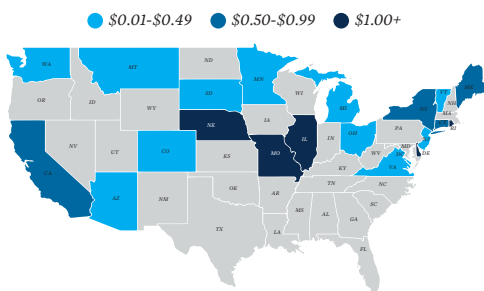 $0.01-$0.49 $0.50-$0.99 $1.00+
WA
MT
ND
MN
OR
ID
WY
SD
WI
MI
NY
VT
NH
ME
MA
RI
NE
IA
NV
UT
CO
KS
MO
IL
IN
OH
PA
MD
DE
WV
VA
KY
CA
AZ
NM
OK
AR
TN
NC
SC
TX
LA
MS
AL
GA
FL